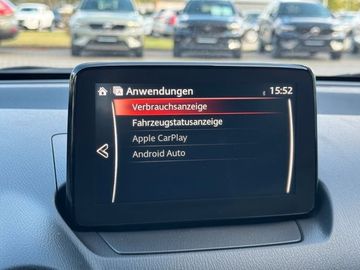 Anwendungen 15:52
Verbrauchsanzeige
Fahrzeugstatusanzeige
Apple CarPlay
Android Auto